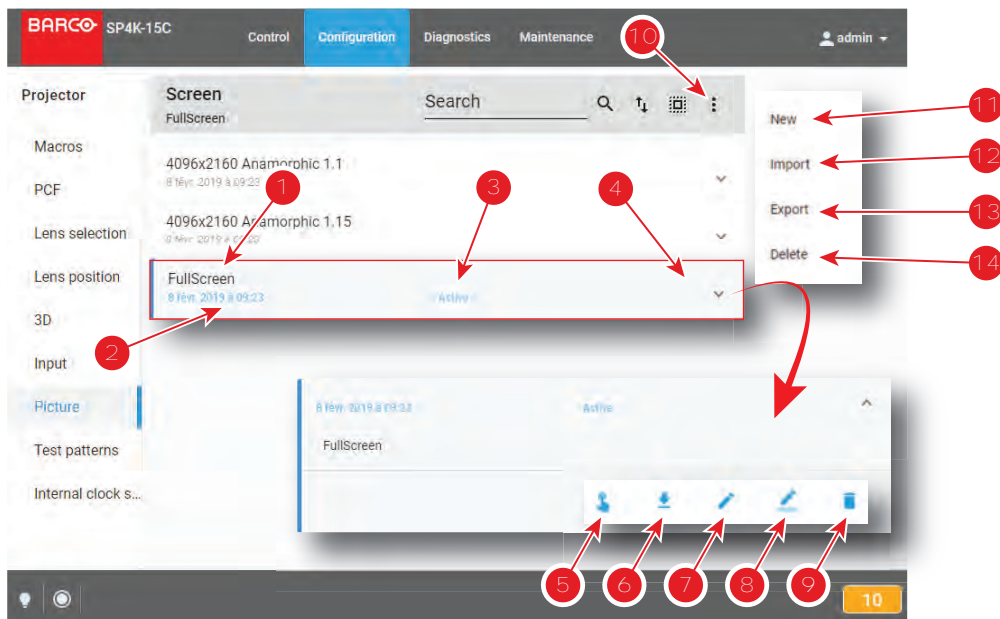 BARCO SP4K-15C Control Configuration Diagnostics Maintenance 10 admin
Projector
Macros
PCF
Lens selection
Lens position
3D
Input
Picture
Test patterns
Internal clock s...
Screen
FullScreen
Search
4096x2160 Anamorphic 1.1
8 févr. 2019 à 09:23
1
3
4
4096x2160 Anamorphic 1.15
8 févr. 2019 à
FullScreen
8 févr. 2019 à 09:23
Active
2
New
Import
Export
Delete
11
12
13
14
8 févr. 2019 à 09:23
Active
FullScreen
5
6
7
8
9
10